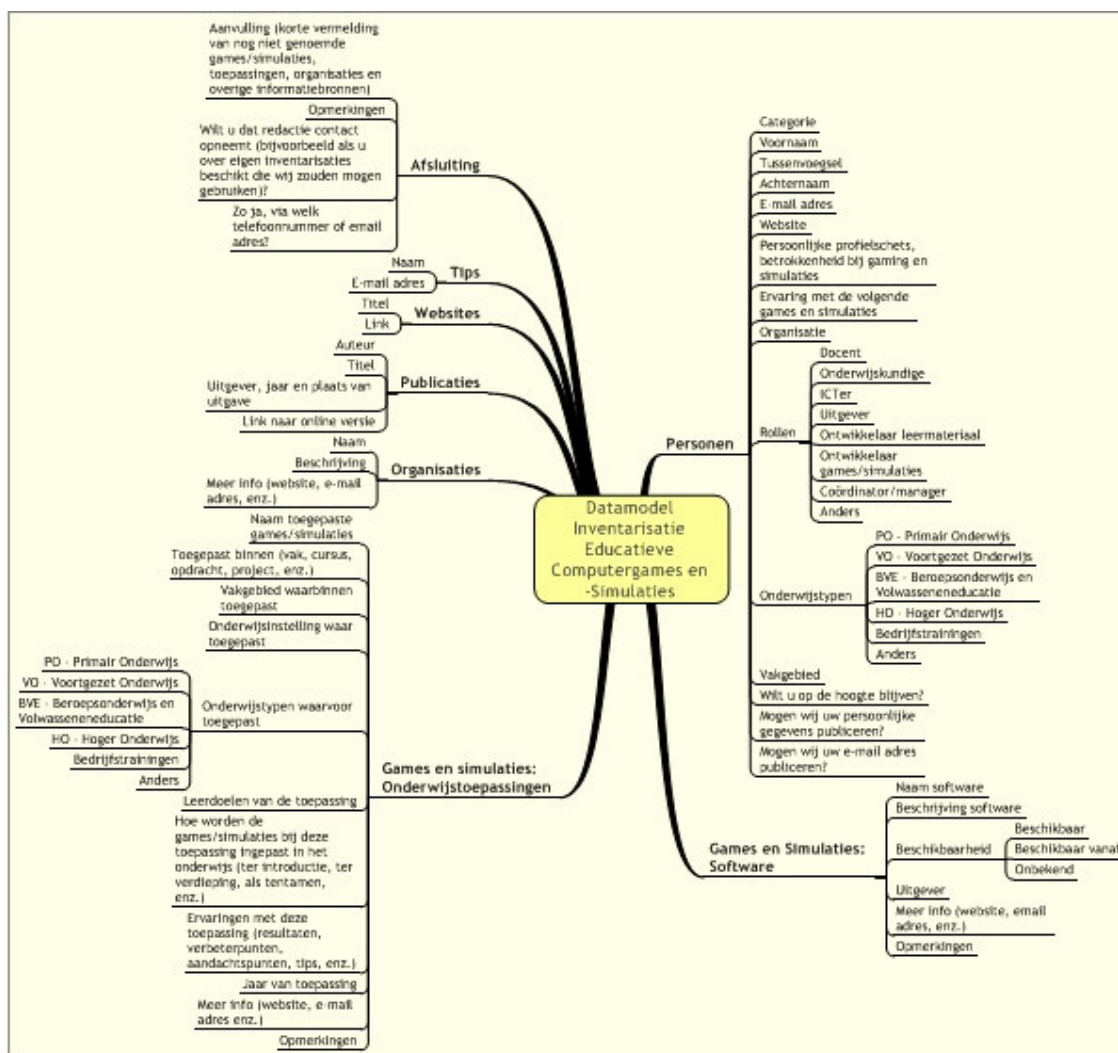 Datamodel
Inventarisatie
Educatieve
Computergames en
-Simulaties
Afsluiting
Aanvulling (korte vermelding
van nog niet genoemde
games/simulaties,
toepassingen, organisaties en
overige informatiebronnen)
Opmerkingen
Wilt u dat redactie contact
opneemt (bijvoorbeeld als u
over eigen inventarisaties
beschikt die wij zouden mogen
gebruiken)?
Zo ja, via welk
telefoonnummer of email
adres?
Tips
Naam
E-mail adres
Websites
Titel
Link
Publicaties
Auteur
Titel
Uitgever, jaar en plaats van
uitgave
Link naar online versie
Organisaties
Naam
Beschrijving
Meer info (website, e-mail
adres, enz.)
Games en simulaties:
Onderwijstoepassingen
Naam toegepaste
games/simulaties
Toegepast binnen (vak, cursus,
opdracht, project, enz.)
Vakgebied waarbinnen
toegepast
Onderwijsinstelling waar
toegepast
Onderwijstypen waarvoor
toegepast
PO - Primair Onderwijs
VO - Voortgezet Onderwijs
BVE - Beroepsonderwijs en
Volwasseneneducatie
HO - Hoger Onderwijs
Bedrijfstrainingen
Anders
Leerdoelen van de toepassing
Hoe worden de
games/simulaties bij deze
toepassing ingepast in het
onderwijs (ter introductie, ter
verdieping, als tentamen,
enz.)
Ervaringen met deze
toepassing (resultaten,
verbeterpunten,
aandachtspunten, tips, enz.)
Jaar van toepassing
Meer info (website, e-mail
adres enz.)
Opmerkingen
Personen
Categorie
Voornaam
Tussenvoegsel
Achternaam
E-mail adres
Website
Persoonlijke profielschets,
betrokkenheid bij gaming en
simulaties
Ervaring met de volgende
games en simulaties
Organisatie
Rollen
Docent
Onderwijskundige
ICTer
Uitgever
Ontwikkelaar leermateriaal
Ontwikkelaar
games/simulaties
Coördinator/manager
Anders
Onderwijstypen
PO - Primair Onderwijs
VO - Voortgezet Onderwijs
BVE - Beroepsonderwijs en
Volwasseneneducatie
HO - Hoger Onderwijs
Bedrijfstrainingen
Anders
Vakgebied
Wilt u op de hoogte blijven?
Mogen wij uw persoonlijke
gegevens publiceren?
Mogen wij uw e-mail adres
publiceren?
Games en Simulaties:
Software
Naam software
Beschrijving software
Beschikbaarheid
Beschikbaar
Beschikbaar vanaf
Onbekend
Uitgever
Meer info (website, email
adres, enz.)
Opmerkingen